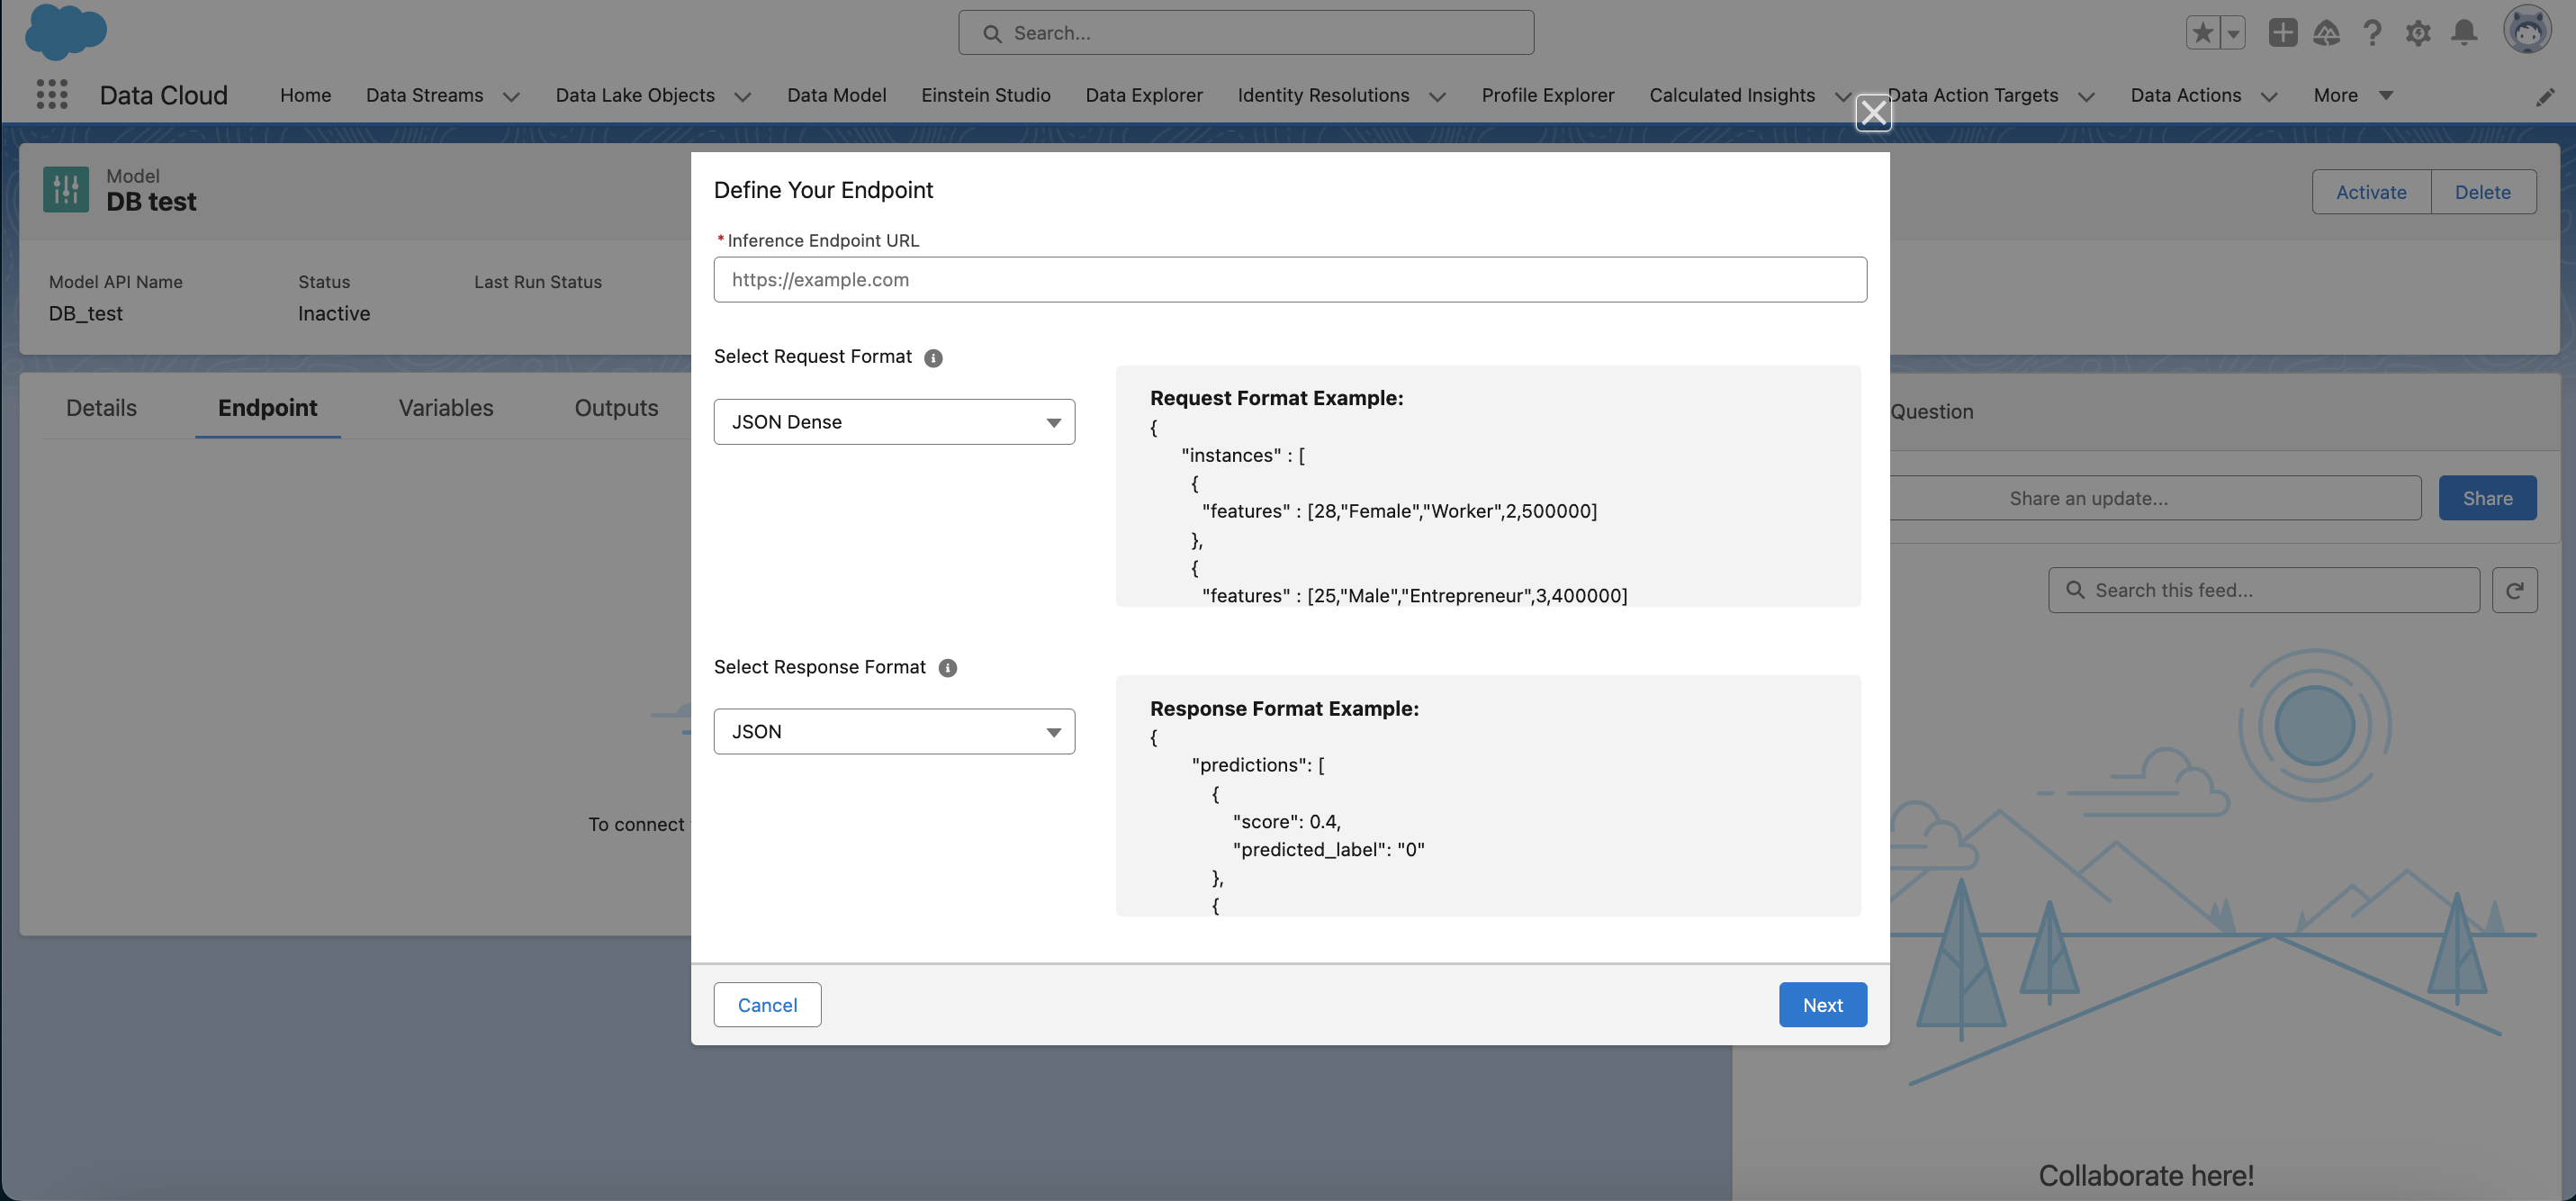 Search...
Data Cloud
Home
Data Streams
Data Lake Objects
Data Model
Einstein Studio
Data Explorer
Identity Resolutions
Profile Explorer
Calculated Insights
Data Action Targets
Data Actions
More
Model
DB test
Activate
Delete
Model API Name
DB_test
Status
Inactive
Last Run Status
Details
Endpoint
Variables
Outputs
To connect
Define Your Endpoint
* Inference Endpoint URL
https://example.com
Select Request Format
JSON Dense
Request Format Example:
{
"instances" : [
{
"features" : [28,"Female","Worker",2,500000]
},
{
"features" : [25,"Male","Entrepreneur",3,400000]
Select Response Format
JSON
Response Format Example:
{
"predictions": [
{
"score": 0.4,
"predicted_label": "0"
},
{
Cancel
Next
Question
Share an update...
Share
Search this feed...
Collaborate here!